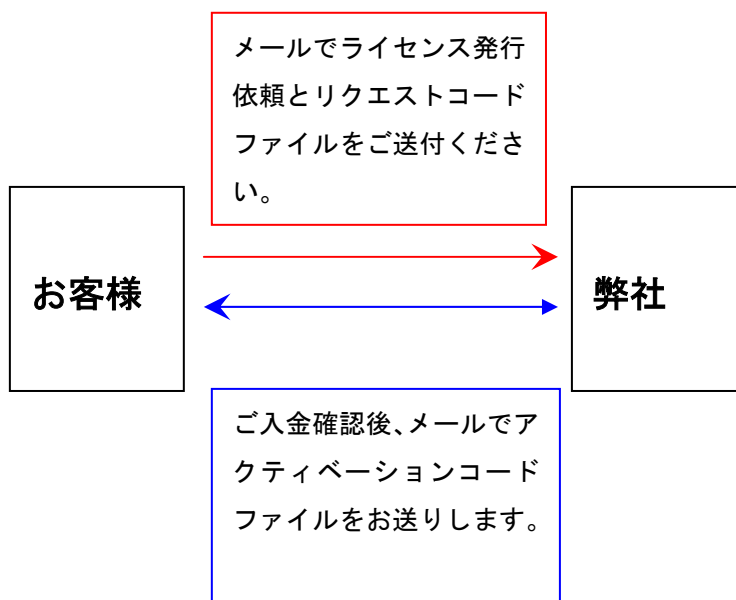 メールでライセンス発行
依頼とリクエストコード
ファイルをご送付くださ
い。
お客様
弊社
ご入金確認後、メールでア
クティベーションコード
ファイルをお送りします。